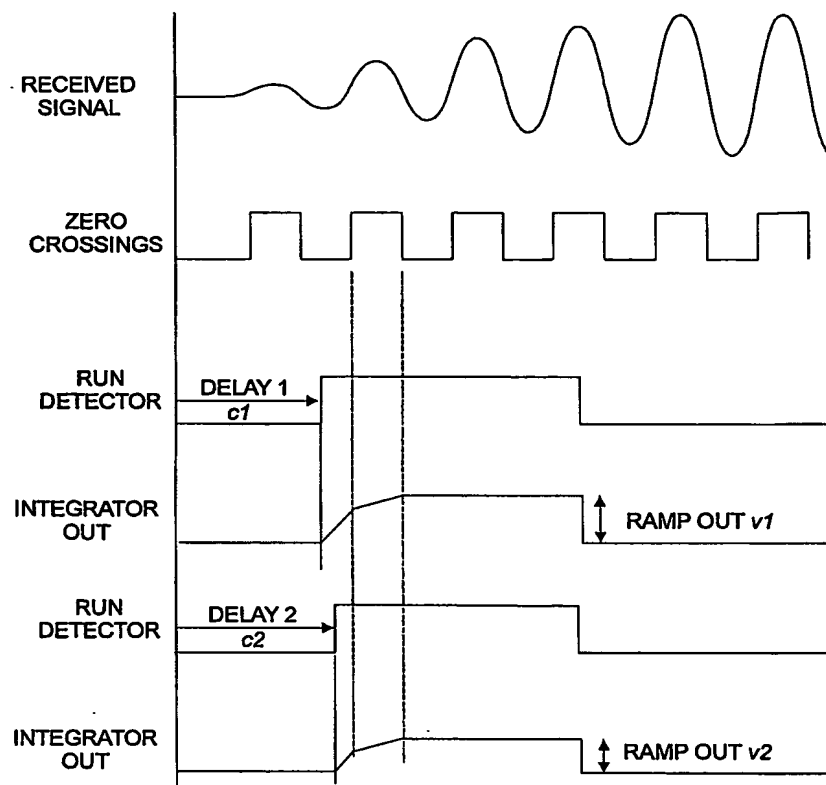 RECEIVED
SIGNAL
ZERO
CROSSINGS
RUN
DETECTOR
DELAY 1
c1
INTEGRATOR
OUT
RAMP OUT v1
RUN
DETECTOR
DELAY 2
c2
INTEGRATOR
OUT
RAMP OUT v2